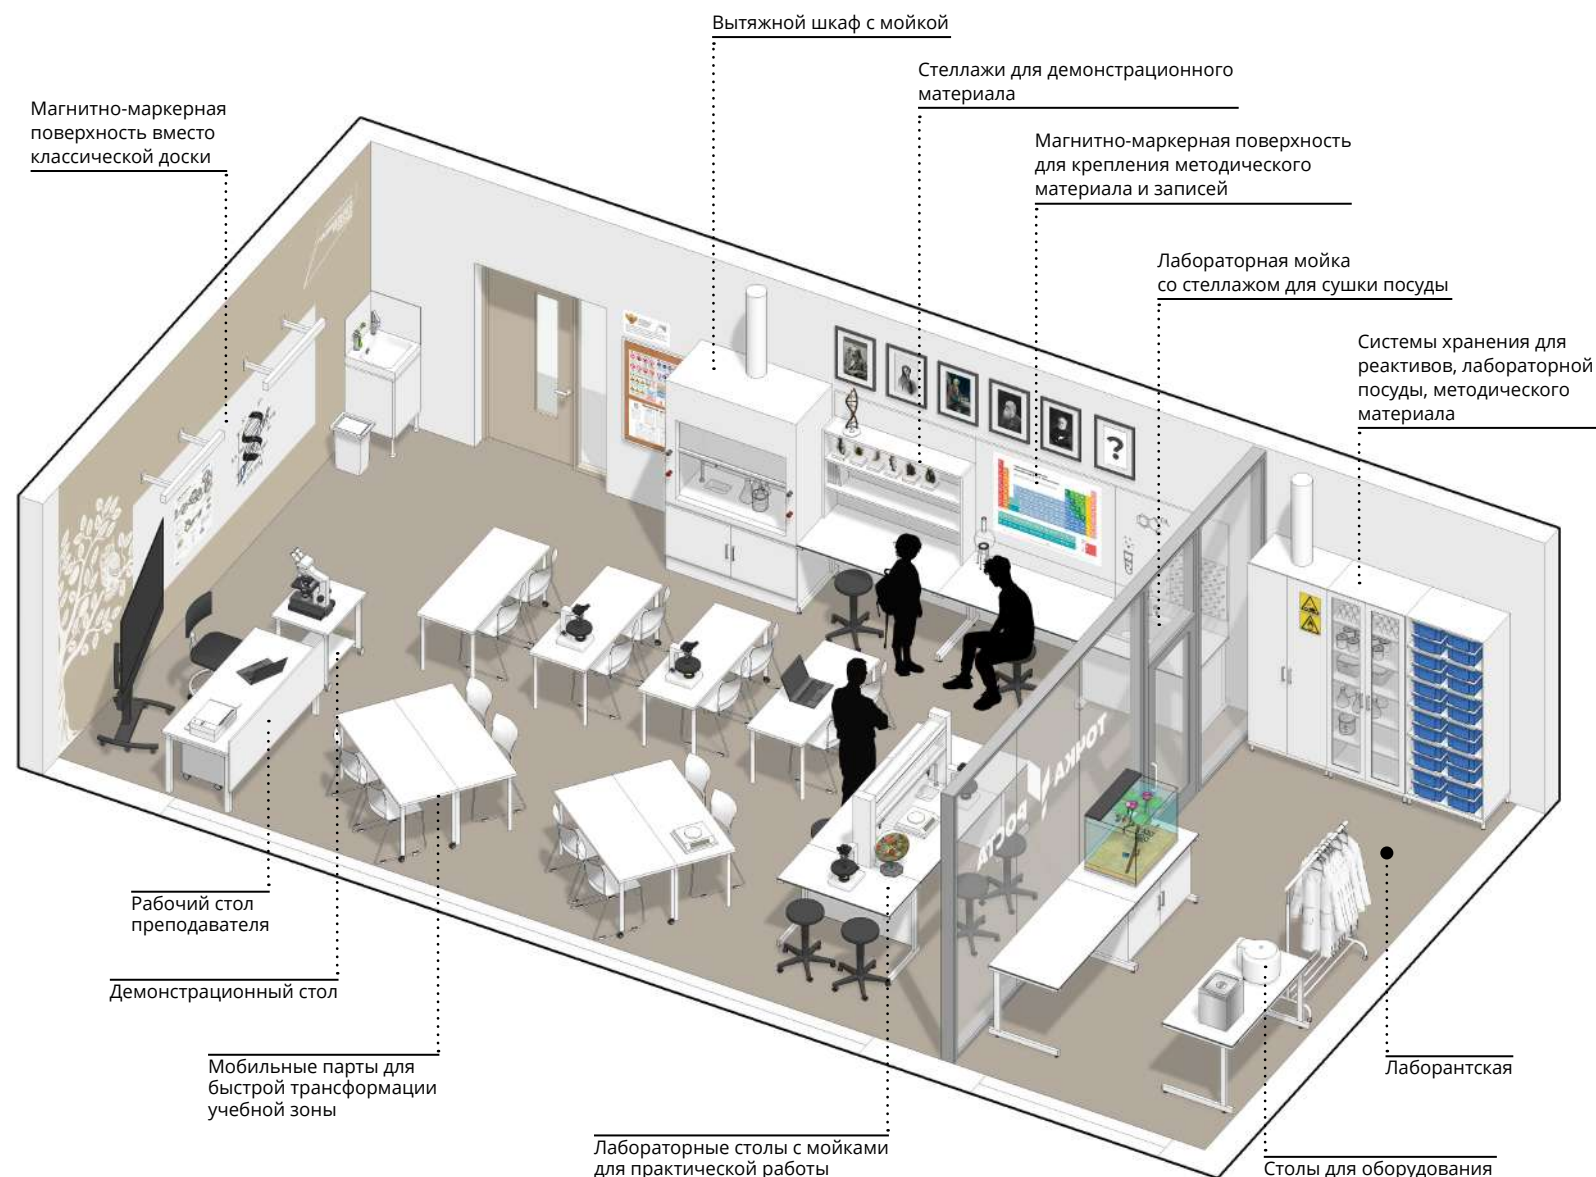 Вытяжной шкаф с мойкой
Стеллажи для демонстрационного
материала
Магнитно-маркерная
поверхность вместо
классической доски
Магнитно-маркерная поверхность
для крепления методического
материала и записей
Лабораторная мойка
со стеллажом для сушки посуды
Системы хранения для
реактивов, лабораторной
посуды, методического
материала
?
ТОЧКА
РОСТА
Рабочий стол
преподавателя
Демонстрационный стол
Мобильные парты для
быстрой трансформации
учебной зоны
Лабораторные столы с мойками
для практической работы
Лаборантская
Столы для оборудования